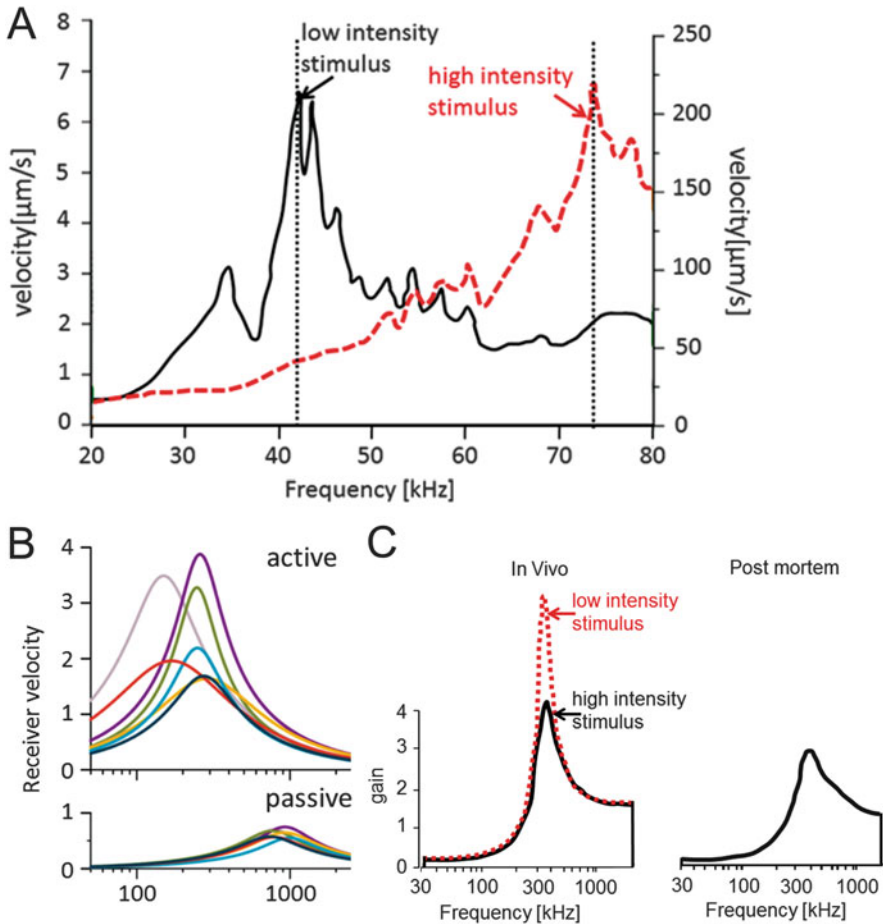 A
low intensity
stimulus
high intensity
stimulus
velocity[µm/s]
8
7
6
5
4
3
2
1
0
250
200
150
100
50
0
velocity[µm/s]
20 30 40 50 60 70 80
Frequency [kHz]
B
active
Receiver velocity
4
3
2
1
0
passive
1
0
100 1000
C
In Vivo
low intensity
stimulus
high intensity
stimulus
gain
4
3
2
1
0
30 100 300 1000
Frequency [kHz]
Post mortem
30 100 300 1000
Frequency [kHz]